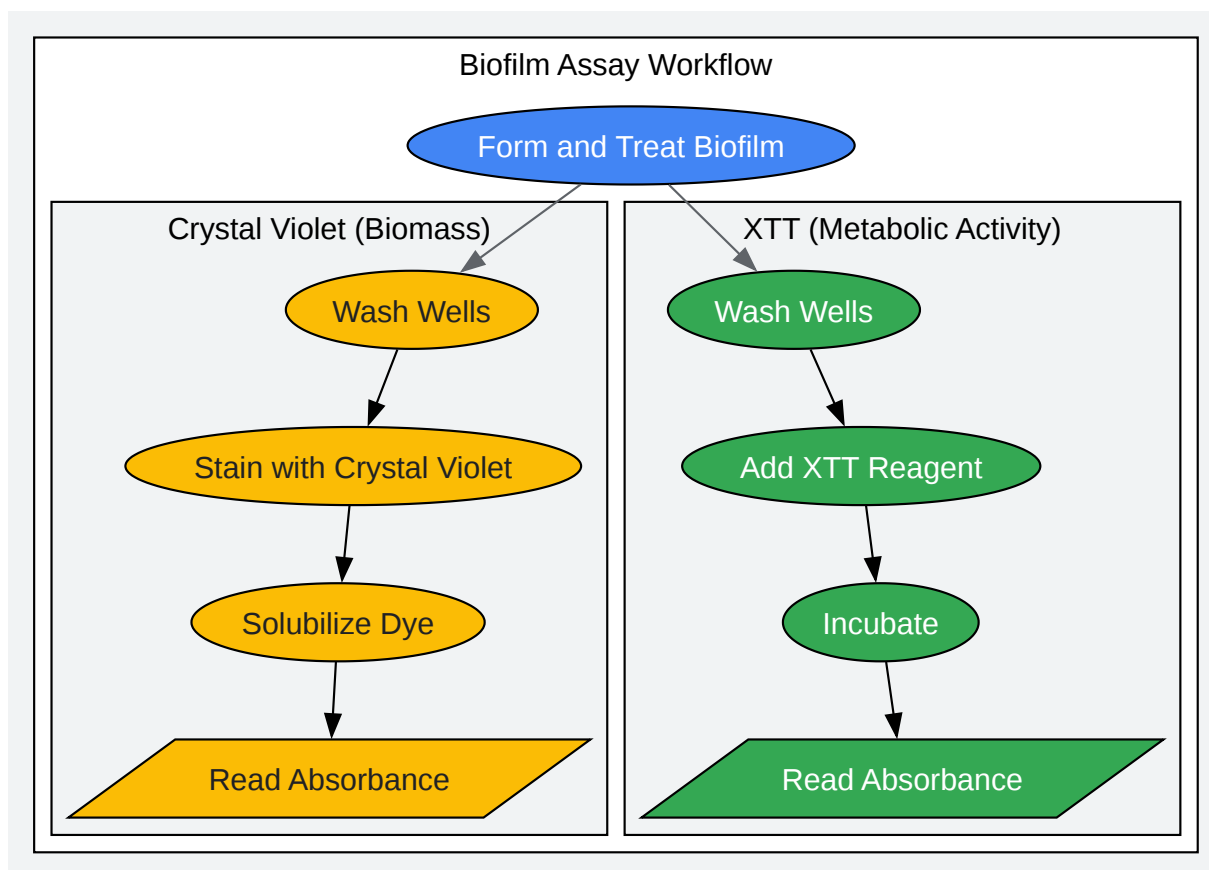 Biofilm Assay Workflow
Form and Treat Biofilm
Crystal Violet (Biomass)
Wash Wells
Stain with Crystal Violet
Solubilize Dye
Read Absorbance
XTT (Metabolic Activity)
Wash Wells
Add XTT Reagent
Incubate
Read Absorbance